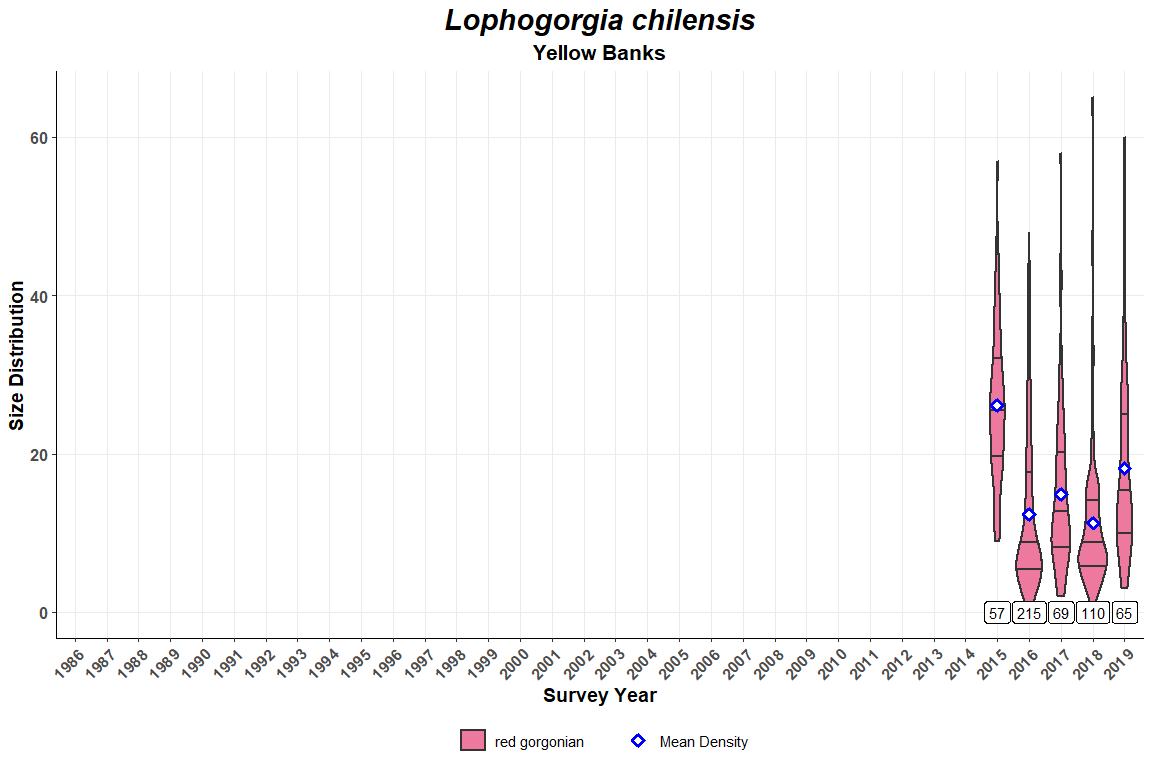 Lophogorgia chilensis
Yellow Banks
Size Distribution
60
40
20
0
57 215 69 110 65
1986 1987 1988 1989 1990 1991 1992 1993 1994 1995 1996 1997 1998 1999 2000 2001 2002 2003 2004 2005 2006 2007 2008 2009 2010 2011 2012 2013 2014 2015 2016 2017 2018 2019
Survey Year
red gorgonian Mean Density